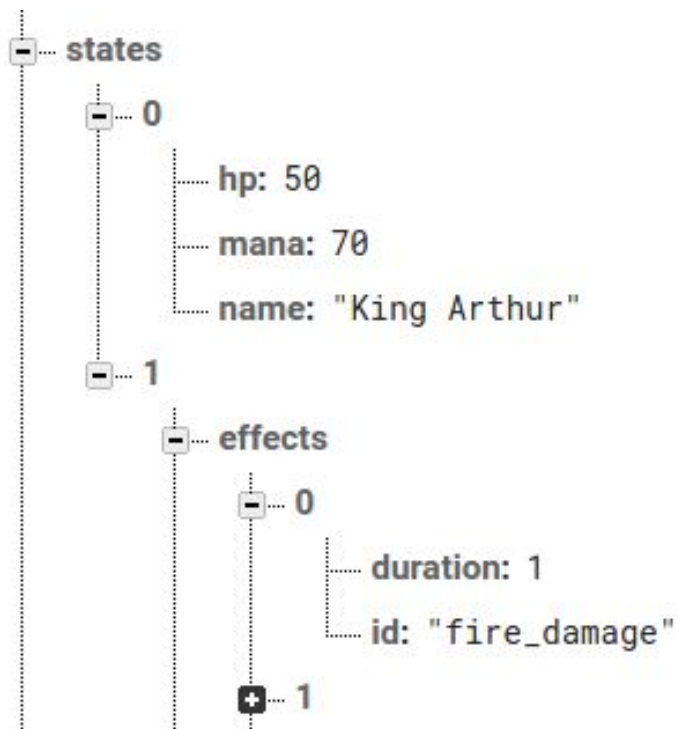 states
0
hp: 50
mana: 70
name: "King Arthur"
1
effects
0
duration: 1
id: "fire_damage"
1